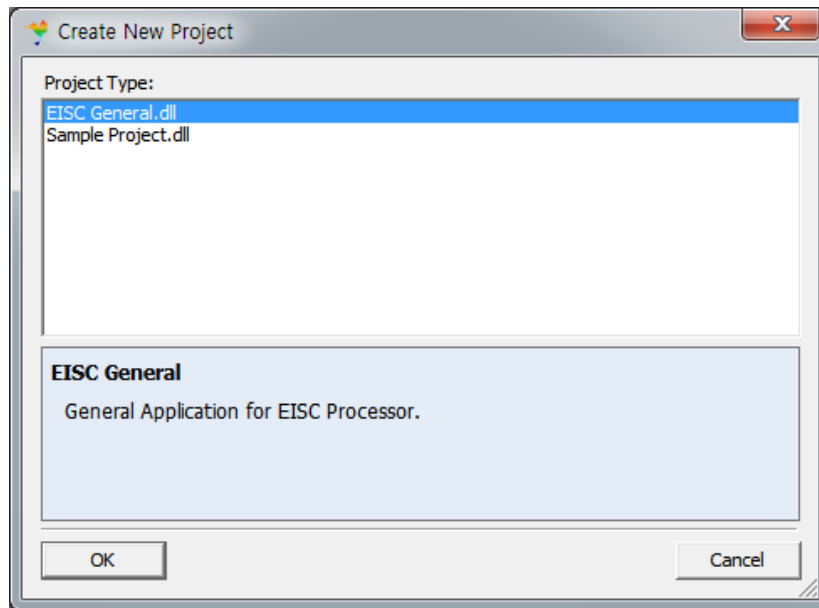 Create New Project
Project Type:
EISC General.dll
Sample Project.dll
EISC General
General Application for EISC Processor.
OK
Cancel